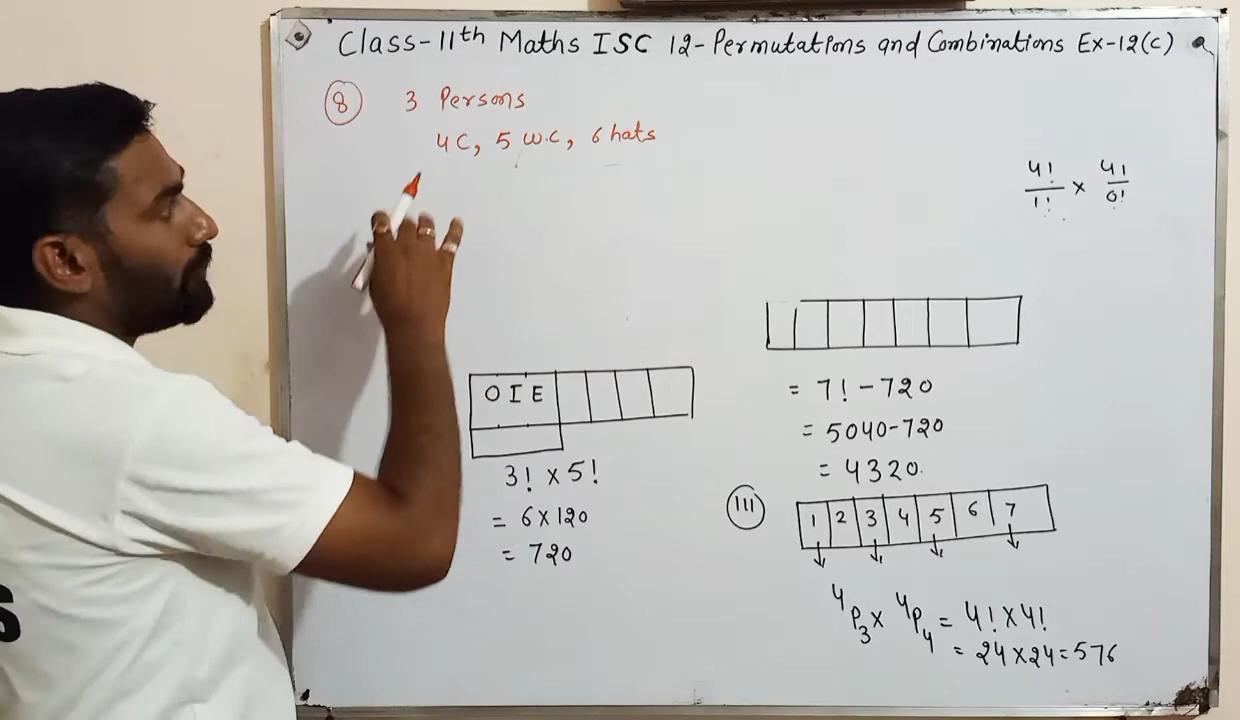 Class-11th Maths ISC 12-Permutations and Combinations Ex-12(c)
8 3 Persons
4 C, 5 w.c, 6 hats
4!/1! × 4!/0!
O I E
3! × 5!
= 6 × 120
= 720
= 7! - 720
= 5040 - 720
= 4320.
III 1 2 3 4 5 6 7
⁴P₃ × ⁴P₄ = 4! × 4!
= 24 × 24 = 576
S